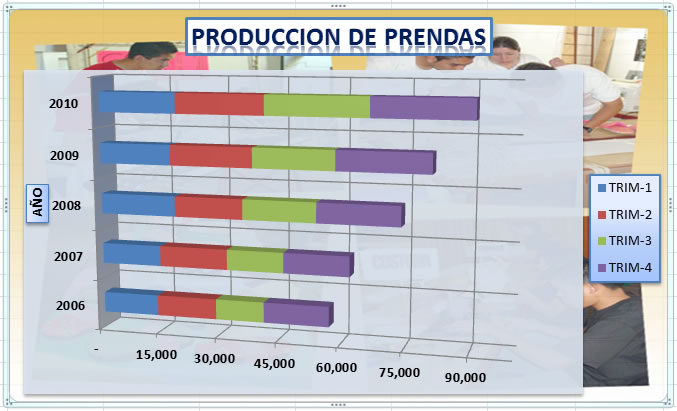 PRODUCCION DE PRENDAS
2010
2009
2008
2007
2006
AÑO
-
15,000
30,000
45,000
60,000
75,000
90,000
TRIM-1
TRIM-2
TRIM-3
TRIM-4